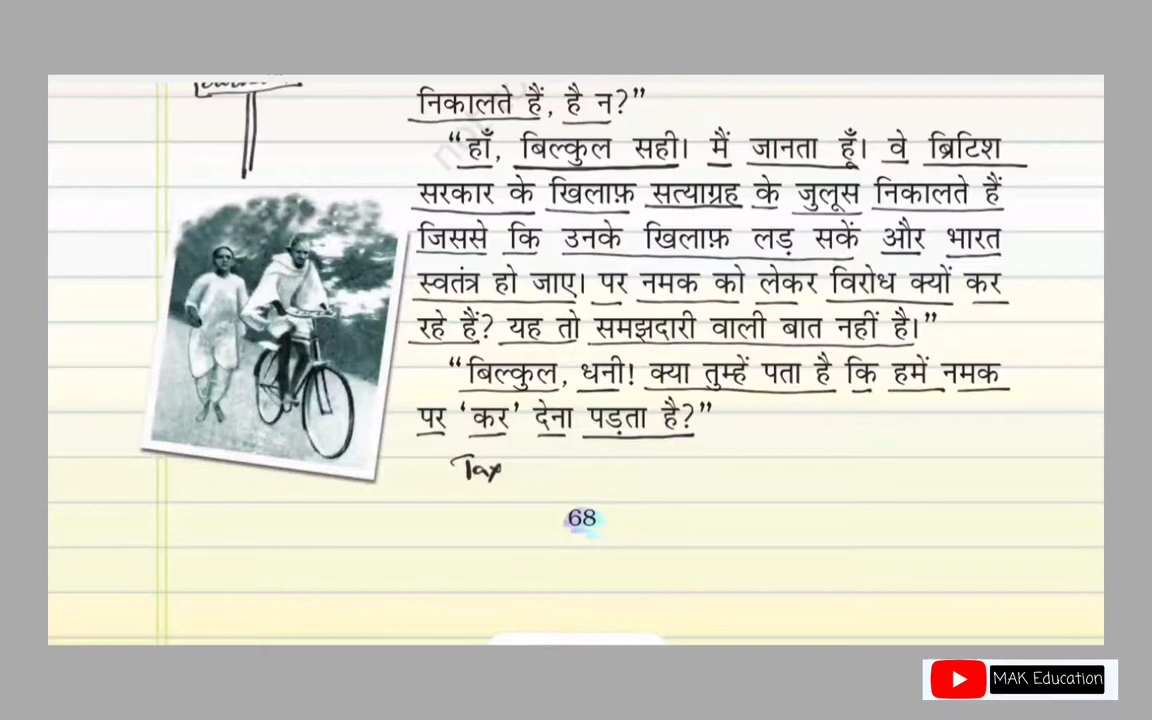 निकालते हैं, है न?”
“हाँ, बिल्कुल सही। मैं जानता हूँ। वे ब्रिटिश
सरकार के खिलाफ़ सत्याग्रह के जुलूस निकालते हैं
जिससे कि उनके खिलाफ़ लड़ सकें और भारत
स्वतंत्र हो जाए। पर नमक को लेकर विरोध क्यों कर
रहे हैं? यह तो समझदारी वाली बात नहीं है।”
“बिल्कुल, धनी! क्या तुम्हें पता है कि हमें नमक
पर ‘कर’ देना पड़ता है?”
Tax
68
MAK Education